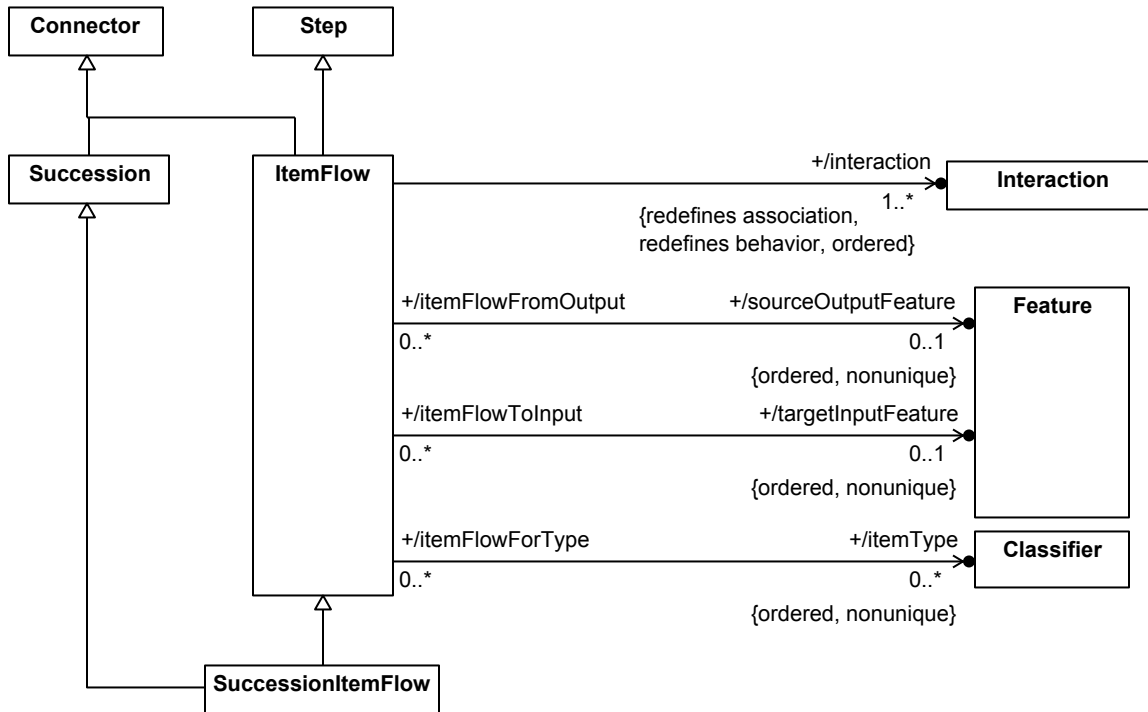 Connector
Step
Succession
ItemFlow
+/interaction
1..*
Interaction
{redefines association,
redefines behavior, ordered}
+/itemFlowFromOutput
+/sourceOutputFeature
Feature
0..*
0..1
{ordered, nonunique}
+/itemFlowToInput
+/targetInputFeature
0..*
0..1
{ordered, nonunique}
+/itemFlowForType
+/itemType
Classifier
0..*
0..*
{ordered, nonunique}
SuccessionItemFlow